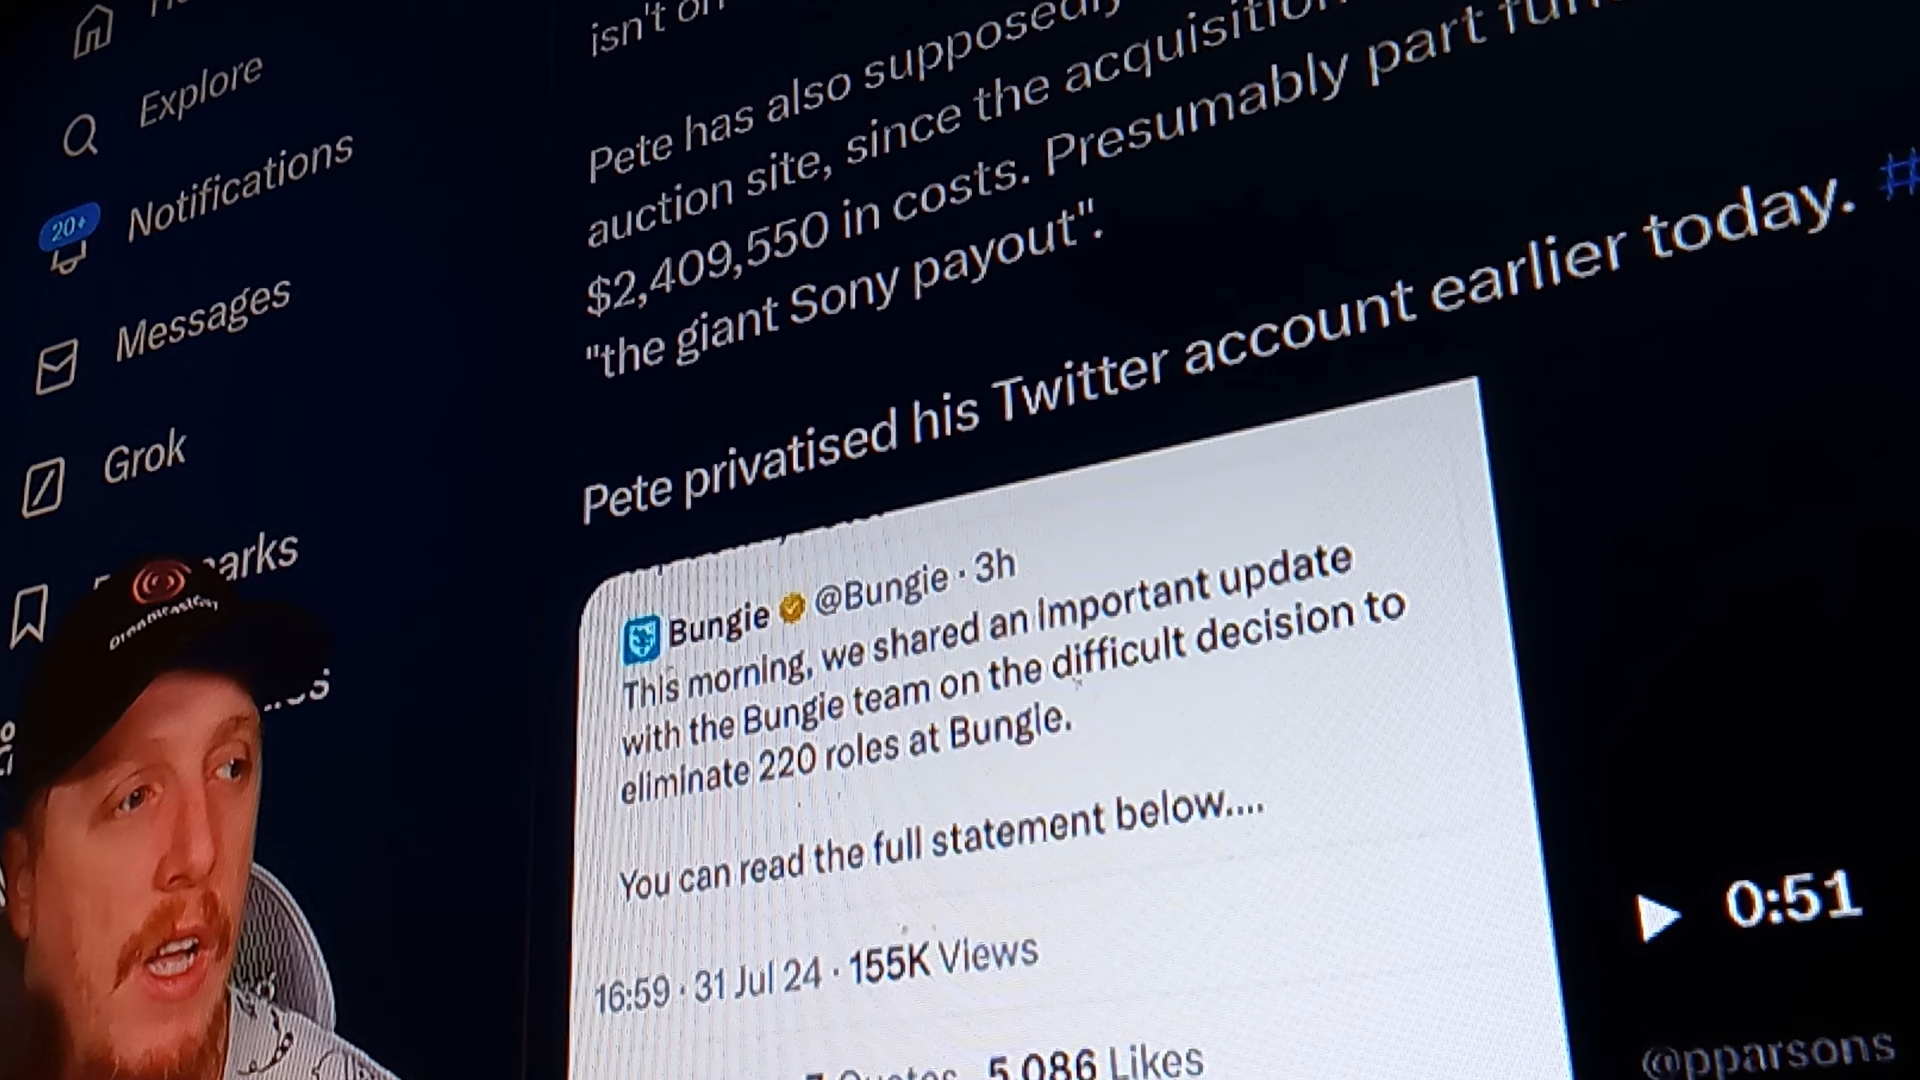 Explore
Notifications
20+
Messages
Grok
arks
isn't
Pete has also supposedly
auction site, since the acquisition
$2,409,550 in costs. Presumably part
"the giant Sony payout".
Pete privatised his Twitter account earlier today. #
Bungie @Bungie · 3h
This morning, we shared an important update
with the Bungie team on the difficult decision to
eliminate 220 roles at Bungie.
You can read the full statement below....
16:59 · 31 Jul 24 · 155K Views
Quotes 5,086 Likes
0:51
@pparsons
Dreamcastguy